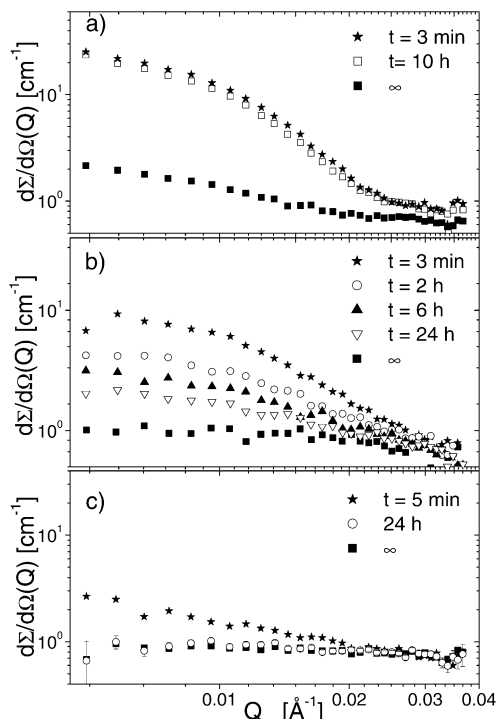 a)
t = 3 min
t= 10 h
∞
10¹
10⁰
dΣ/dΩ(Q) [cm⁻¹]
b)
t = 3 min
t = 2 h
t = 6 h
t = 24 h
∞
10¹
10⁰
dΣ/dΩ(Q) [cm⁻¹]
c)
t = 5 min
24 h
∞
10¹
10⁰
dΣ/dΩ(Q) [cm⁻¹]
0.01 0.02 0.03 0.04
Q [Å⁻¹]